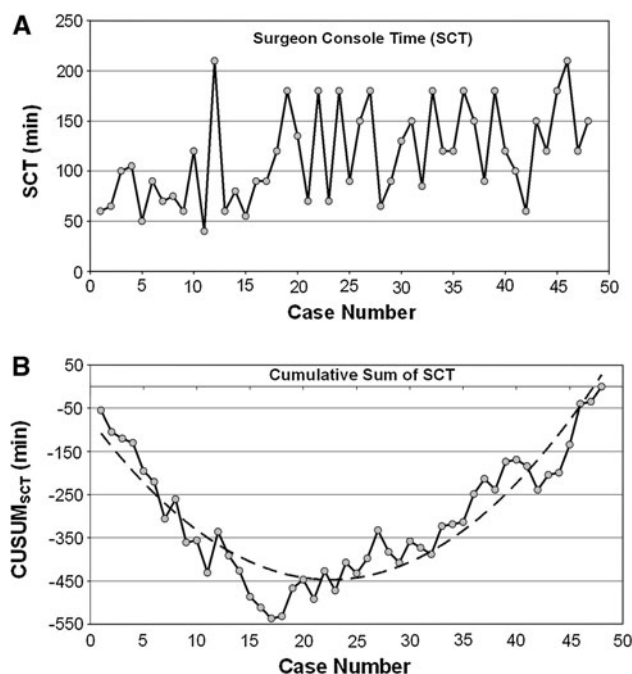 A
Surgeon Console Time (SCT)
SCT (min)
250
200
150
100
50
0
0 5 10 15 20 25 30 35 40 45 50
Case Number
B
Cumulative Sum of SCT
CUSUMSCT (min)
50
-50
-150
-250
-350
-450
-550
0 5 10 15 20 25 30 35 40 45 50
Case Number